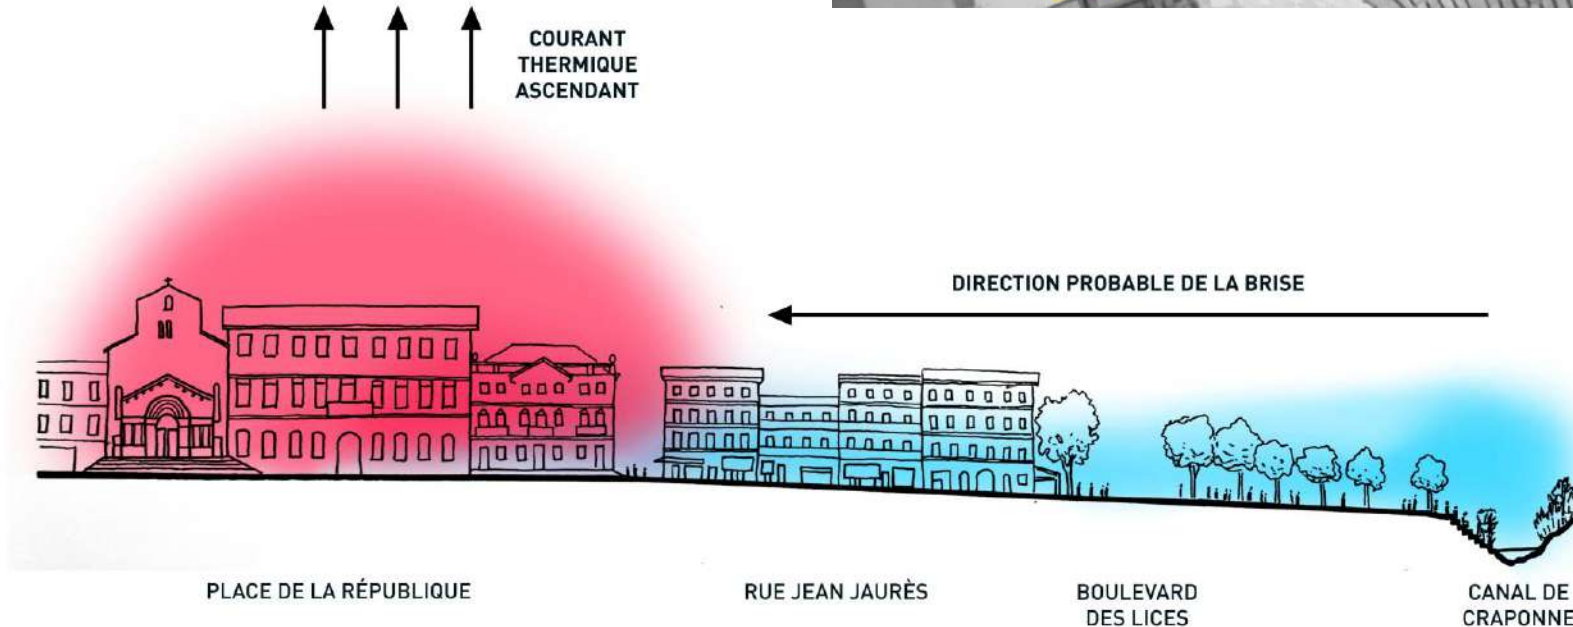 COURANT
THERMIQUE
ASCENDANT
DIRECTION PROBABLE DE LA BRISE
PLACE DE LA RÉPUBLIQUE
RUE JEAN JAURÈS
BOULEVARD
DES LICES
CANAL DE
CRAPONNE